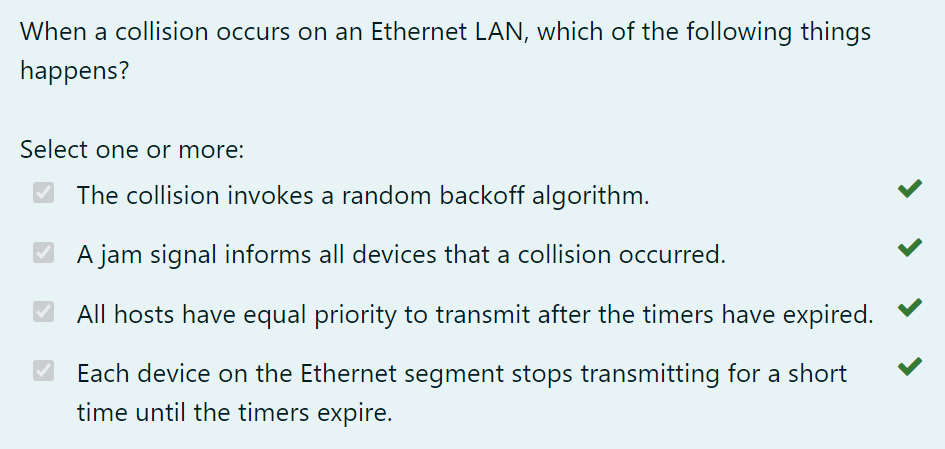 When a collision occurs on an Ethernet LAN, which of the following things
happens?
Select one or more:
The collision invokes a random backoff algorithm.
A jam signal informs all devices that a collision occurred.
All hosts have equal priority to transmit after the timers have expired.
Each device on the Ethernet segment stops transmitting for a short
time until the timers expire.